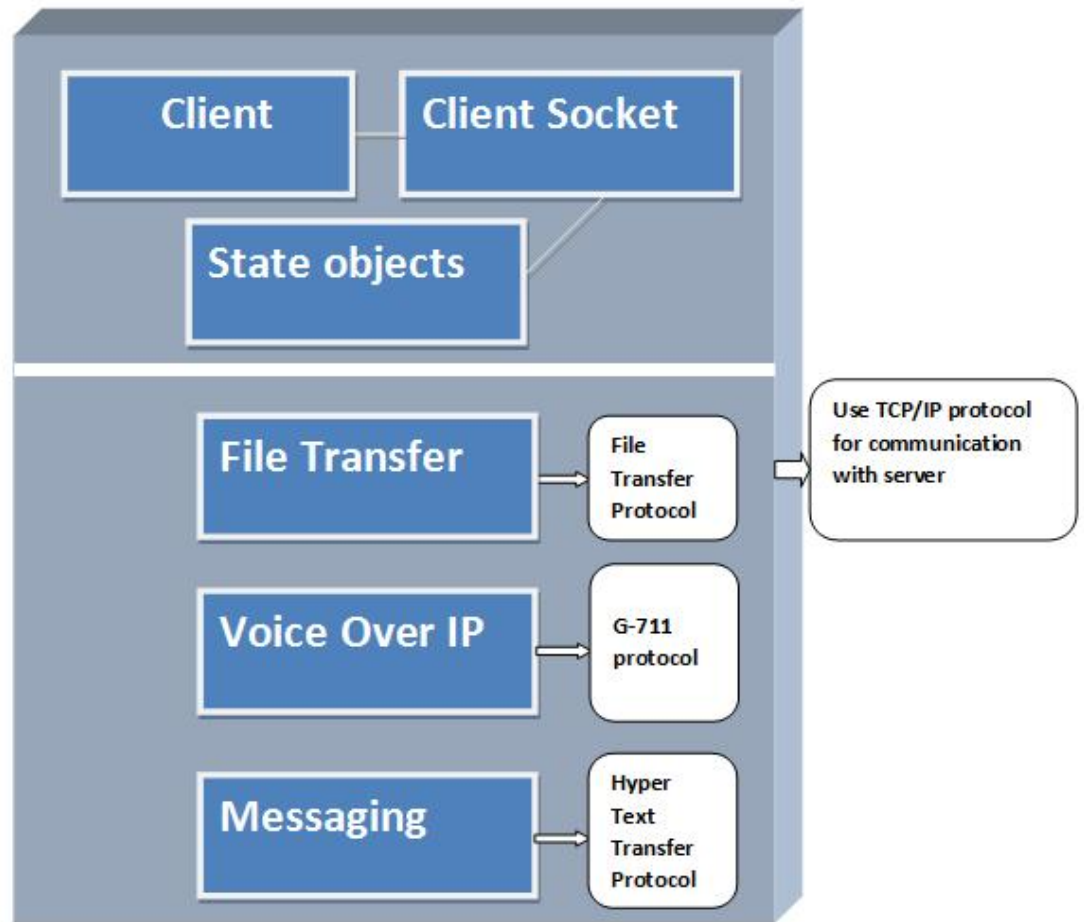 Client
Client Socket
State objects
File Transfer
File
Transfer
Protocol
Use TCP/IP protocol
for communication
with server
Voice Over IP
G-711
protocol
Messaging
Hyper
Text
Transfer
Protocol